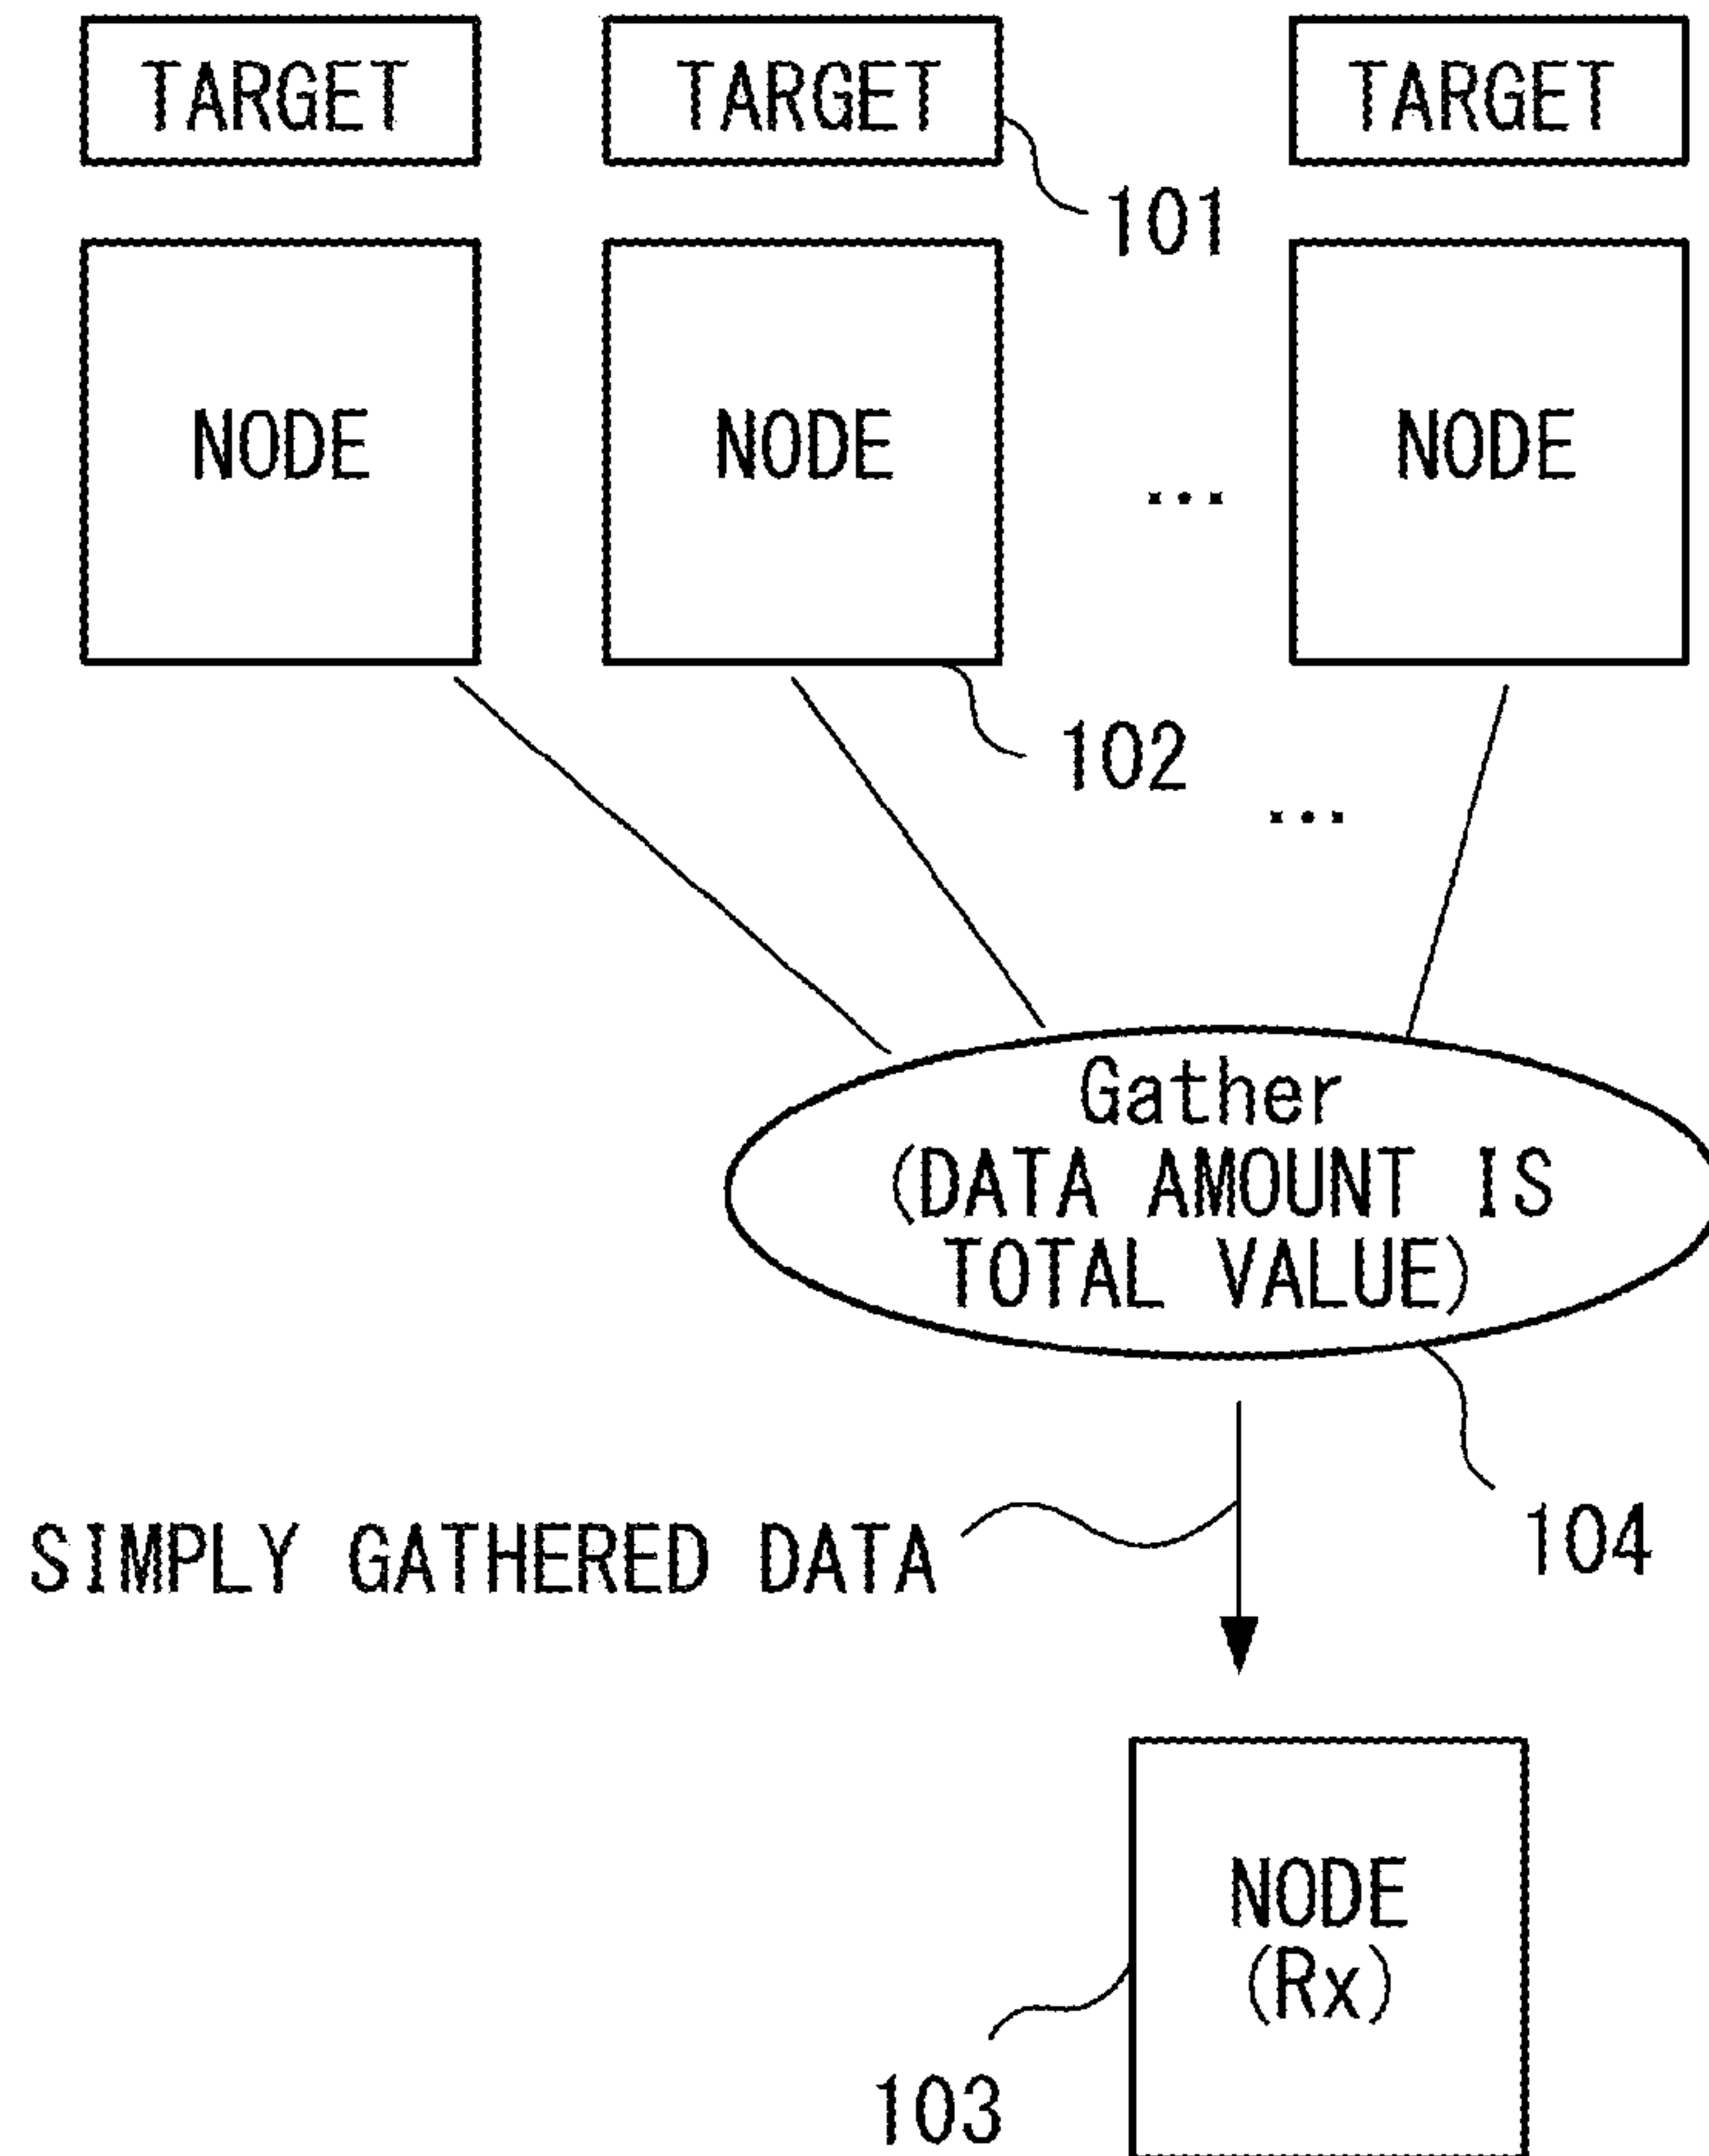 TARGET TARGET TARGET
101
NODE NODE ... NODE
102
...
Gather
(DATA AMOUNT IS
TOTAL VALUE)
SIMPLY GATHERED DATA
104
NODE
(Rx)
103